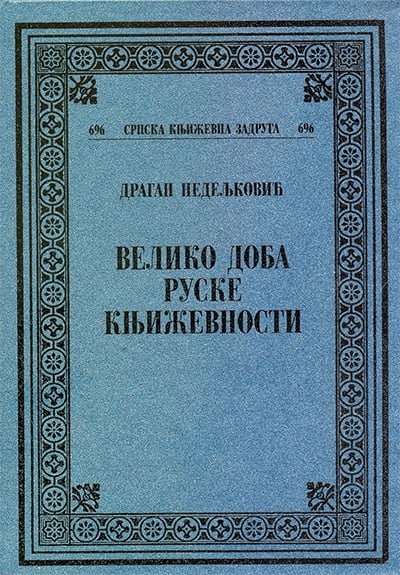 696 СРПСКА КЊИЖЕВНА ЗАДРУГА 696
ДРАГАН НЕДЕЉКОВИЋ
ВЕЛИКО ДОБА
РУСКЕ
КЊИЖЕВНОСТИ